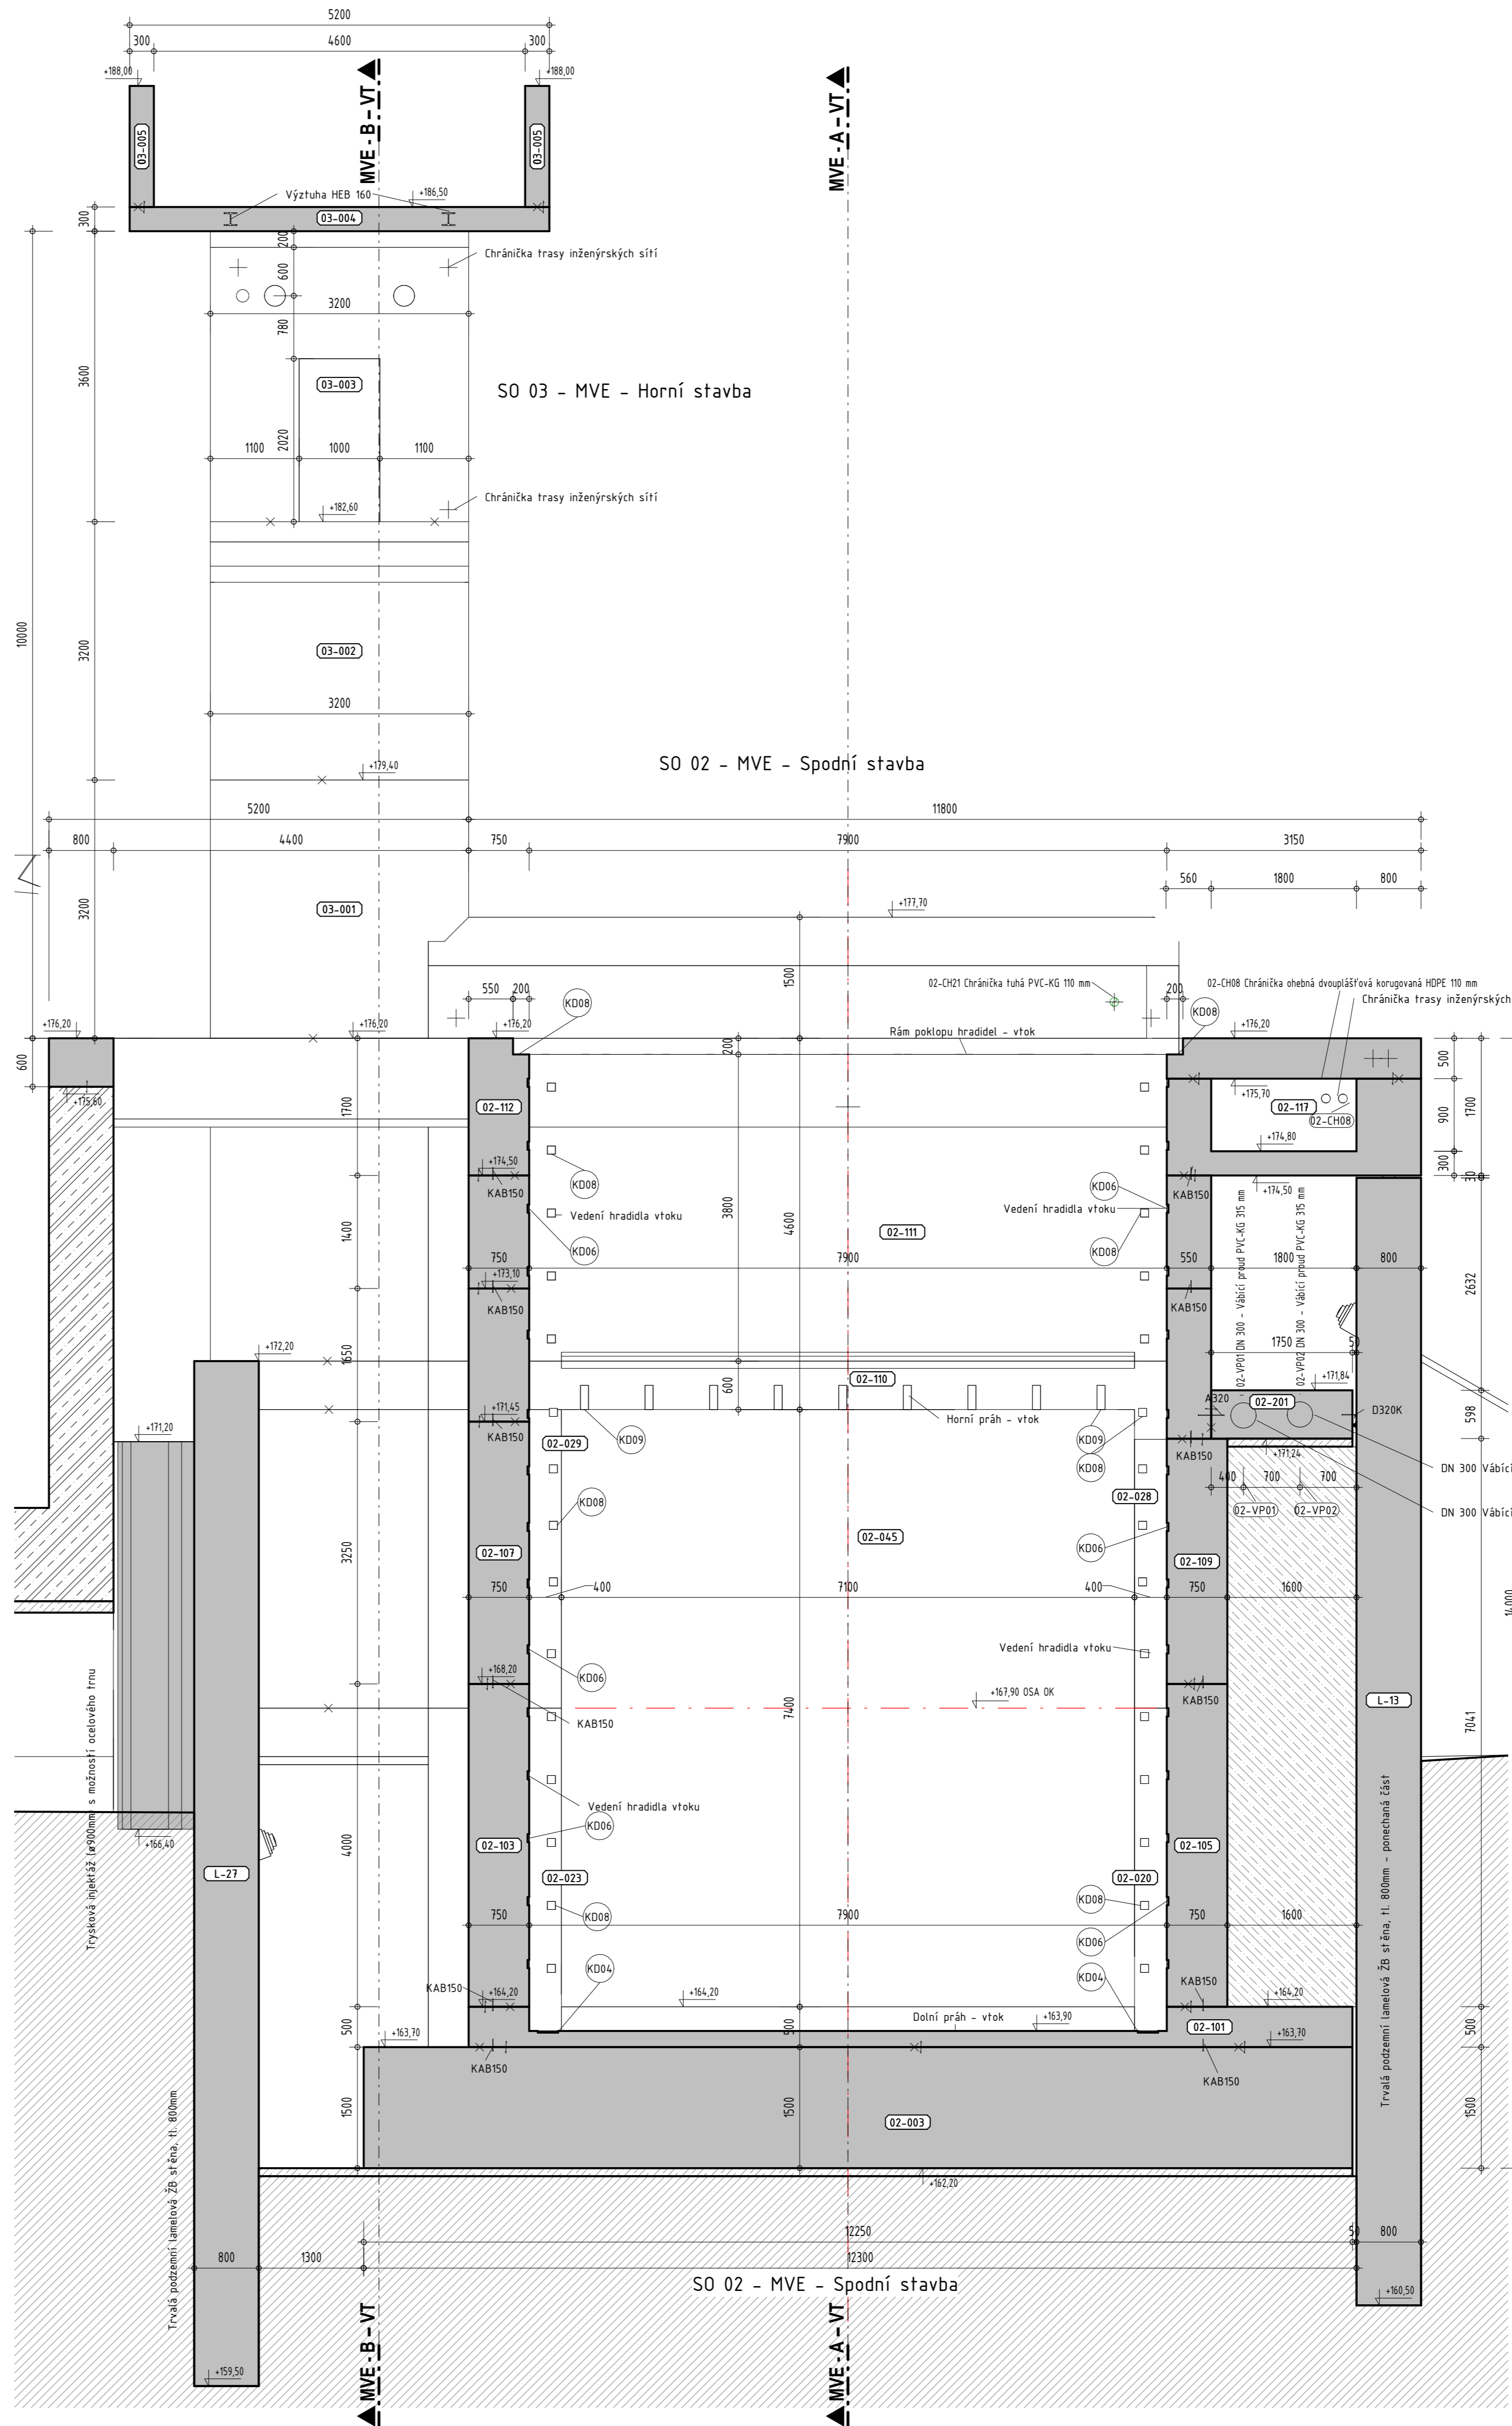 5200
300
4600
300
+188,00
+188,00
MVE - B - VT
MVE - A - VT
03-005
03-005
Výztuha HEB 160
+186,50
03-004
300
200
Chránička trasy inženýrských sítí
600
3200
780
03-003
SO 03 - MVE - Horní stavba
3600
2020
1100
1000
1100
Chránička trasy inženýrských sítí
+182,60
10000
03-002
3200
3200
SO 02 - MVE - Spodní stavba
+179,40
5200
11800
800
4400
750
7900
3150
560
1800
800
3200
03-001
+177,70
1500
550
200
KD08
02-CH21 Chránička tuhá PVC-KG 110 mm
200
02-CH08 Chránička ohebná dvouplášťová korugovaná HDPE 110 mm
Chránička trasy inženýrských
KD08
+176,20
+176,20
+176,20
Rám poklopu hradidel - vtok
+176,20
600
200
500
+175,60
1700
02-112
+175,70
02-117
02-CH08
900
1700
+174,80
300
30
+174,50
KAB150
KD08
KD06
KAB150
+174,50
Vedení hradidla vtoku
Vedení hradidla vtoku
3800
4600
02-111
1400
KD06
KD08
02-VP01 DN 300 - Vábící proud PVC-KG 315 mm
02-VP02 DN 300 - Vábící proud PVC-KG 315 mm
750
7900
550
1800
800
+173,10
KAB150
KAB150
2632
+172,20
1650
1750
50
600
02-110
+171,84
02-201
A320
D320K
598
+171,45
KAB150
Horní práh - vtok
+171,20
02-029
KD09
KD09
KD08
KAB150
+171,24
DN 300 Vábící
400
700
700
02-028
KD08
02-VP01
02-VP02
DN 300 Vábící
02-045
3250
02-107
KD06
02-109
750
400
7100
400
750
1600
14000
Vedení hradidla vtoku
KD06
+168,20
KAB150
KAB150
+167,90 OSA OK
L-13
7400
7041
Trysková injektáž (ø900mm) s možností ocelového trnu
Vedení hradidla vtoku
KD06
+166,40
4000
02-103
02-105
L-27
02-023
02-020
KD08
KD08
750
7900
750
1600
KD06
Trvalá podzemní lamelová ŽB stěna, tl. 800mm - ponechaná část
KD04
KD04
KAB150
+164,20
+164,20
KAB150
+164,20
Dolní práh - vtok
+163,90
500
500
02-101
500
+163,70
+163,70
KAB150
KAB150
1500
1500
02-003
1500
Trvalá podzemní lamelová ŽB stěna, tl. 800mm
+162,20
12250
50
800
800
1300
12300
SO 02 - MVE - Spodní stavba
+160,50
MVE - B - VT
MVE - A - VT
+159,50